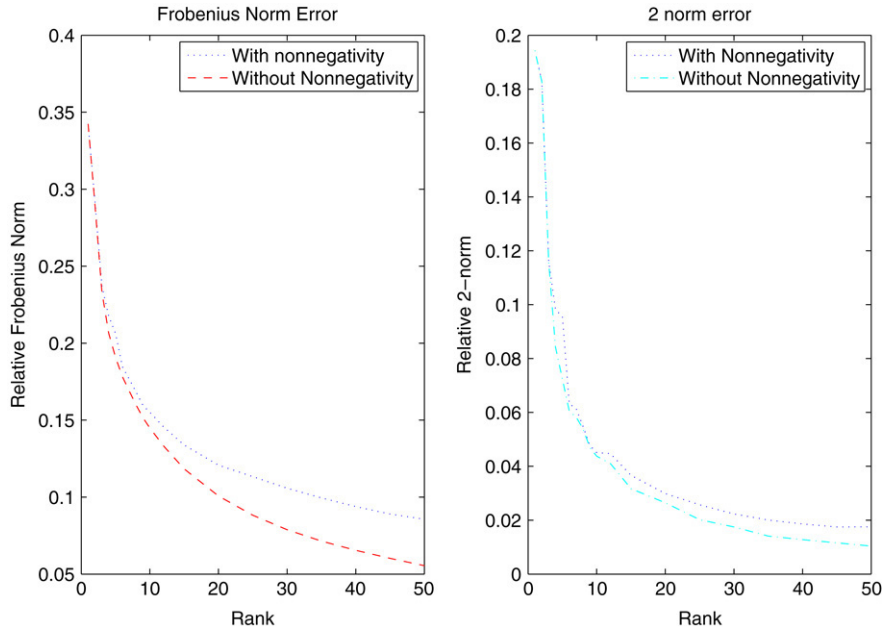 Frobenius Norm Error
0.4
0.35
0.3
0.25
0.2
0.15
0.1
0.05
Relative Frobenius Norm
With nonnegativity
Without Nonnegativity
0 10 20 30 40 50
Rank
2 norm error
0.2
0.18
0.16
0.14
0.12
0.1
0.08
0.06
0.04
0.02
0
Relative 2−norm
With Nonnegativity
Without Nonnegativity
0 10 20 30 40 50
Rank